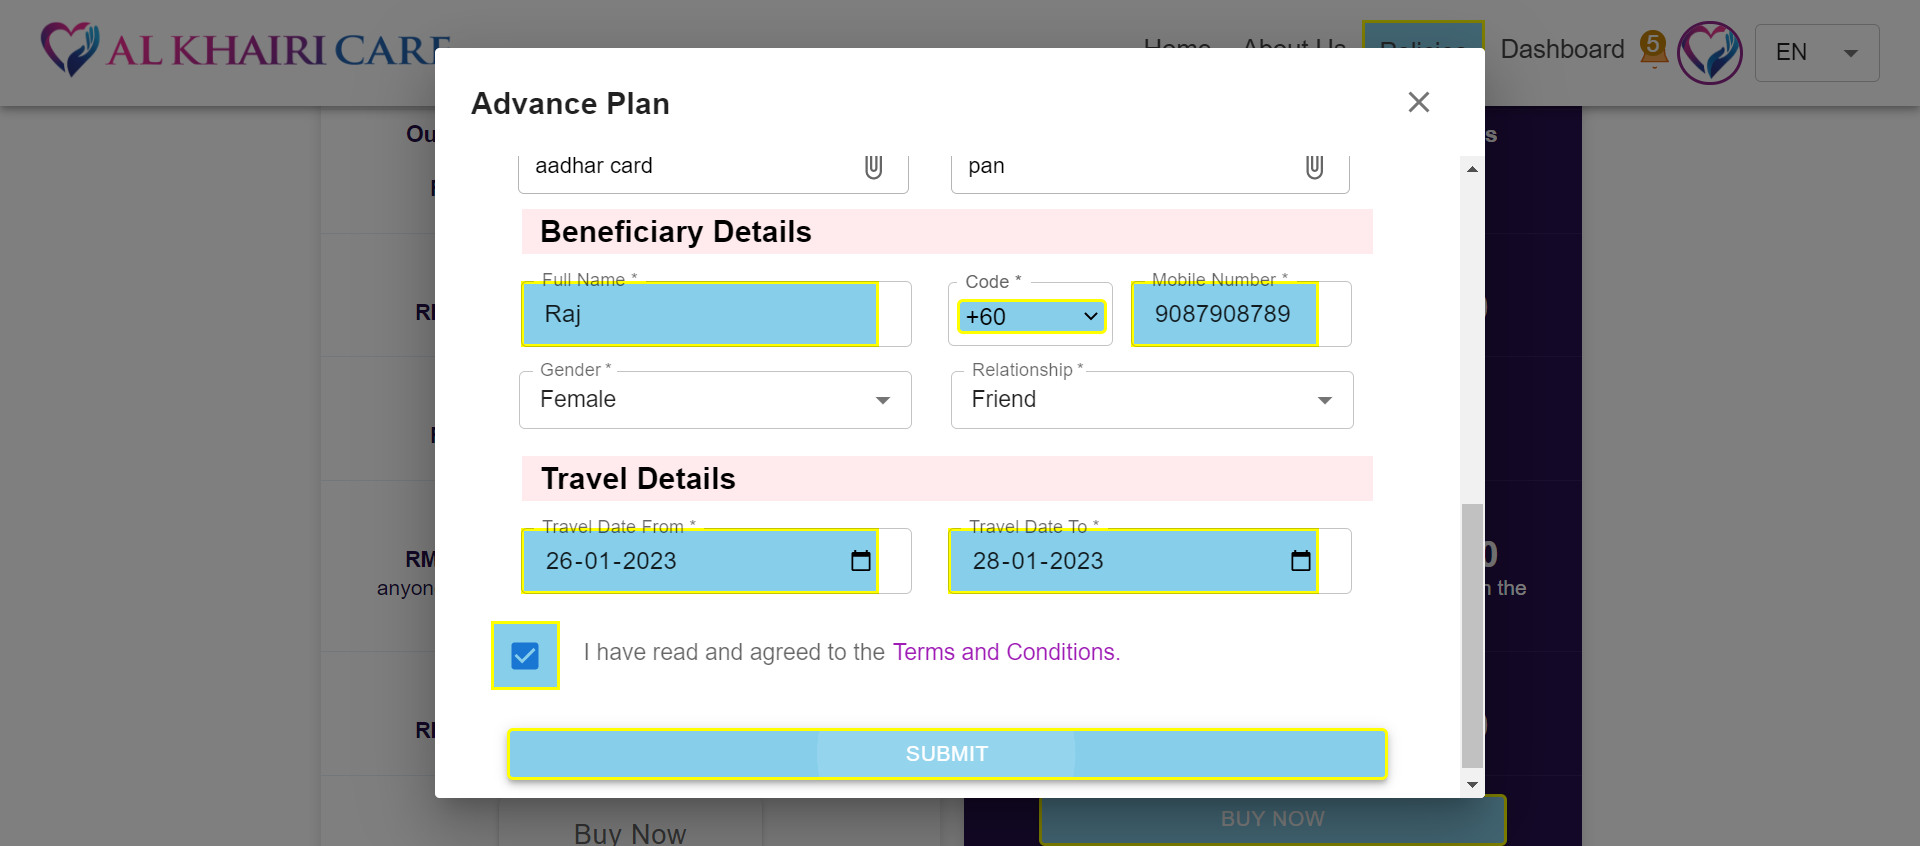 AL KHAIRI CARE
Home About Us Policies Dashboard 5 EN
Advance Plan
aadhar card pan
Beneficiary Details
Full Name * Code * Mobile Number *
Raj +60 9087908789
Gender * Relationship *
Female Friend
Travel Details
Travel Date From * Travel Date To *
26-01-2023 28-01-2023
I have read and agreed to the Terms and Conditions.
SUBMIT
Ou
s
RM
anyon
the
BUY NOW
Buy Now